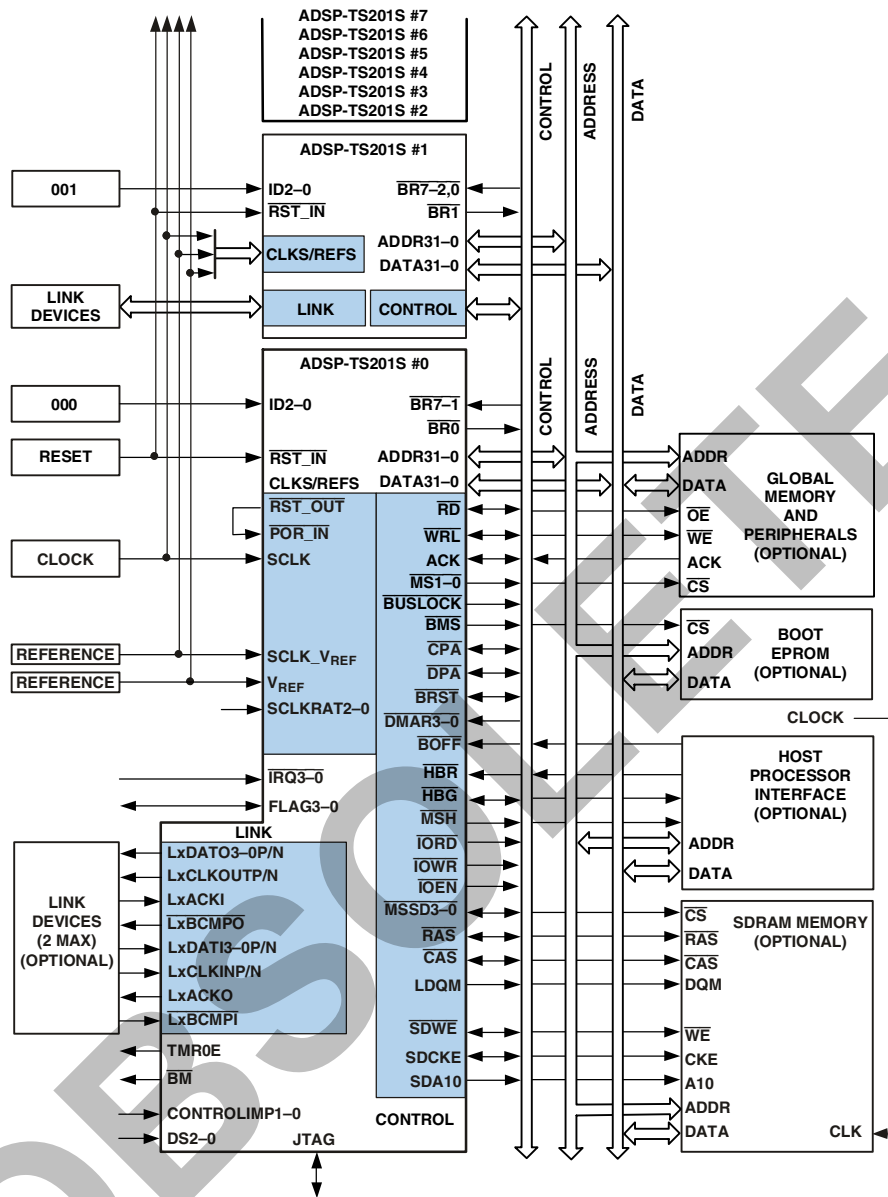 ADSP-TS201S #7
ADSP-TS201S #6
ADSP-TS201S #5
ADSP-TS201S #4
ADSP-TS201S #3
ADSP-TS201S #2
CONTROL
ADDRESS
DATA
ADSP-TS201S #1
001
ID2–0
BR7–2,0
RST_IN
BR1
ADDR31–0
CLKS/REFS
DATA31–0
LINK
DEVICES
LINK
CONTROL
ADSP-TS201S #0
CONTROL
ADDRESS
DATA
000
ID2–0
BR7–1
BR0
RESET
RST_IN
ADDR31–0
CLKS/REFS
DATA31–0
RST_OUT
RD
POR_IN
WRL
CLOCK
SCLK
ACK
MS1–0
BUSLOCK
BMS
REFERENCE
SCLK_VREF
CPA
REFERENCE
VREF
DPA
SCLKRAT2–0
BRST
DMAR3–0
BOFF
IRQ3–0
HBR
FLAG3–0
HBG
MSH
LINK
IORD
IOWR
IOEN
MSSD3–0
RAS
CAS
LDQM
SDWE
SDCKE
SDA10
LINK
DEVICES
(2 MAX)
(OPTIONAL)
LxDATO3–0P/N
LxCLKOUTP/N
LxACKI
LxBCMPO
LxDATI3–0P/N
LxCLKINP/N
LxACKO
LxBCMPI
TMR0E
BM
CONTROLIMP1–0
DS2–0
CONTROL
JTAG
ADDR
DATA
OE
WE
ACK
CS
GLOBAL
MEMORY
AND
PERIPHERALS
(OPTIONAL)
CS
ADDR
DATA
BOOT
EPROM
(OPTIONAL)
CLOCK
HOST
PROCESSOR
INTERFACE
(OPTIONAL)
ADDR
DATA
SDRAM MEMORY
(OPTIONAL)
CS
RAS
CAS
DQM
WE
CKE
A10
ADDR
DATA
CLK
OBSOLETE